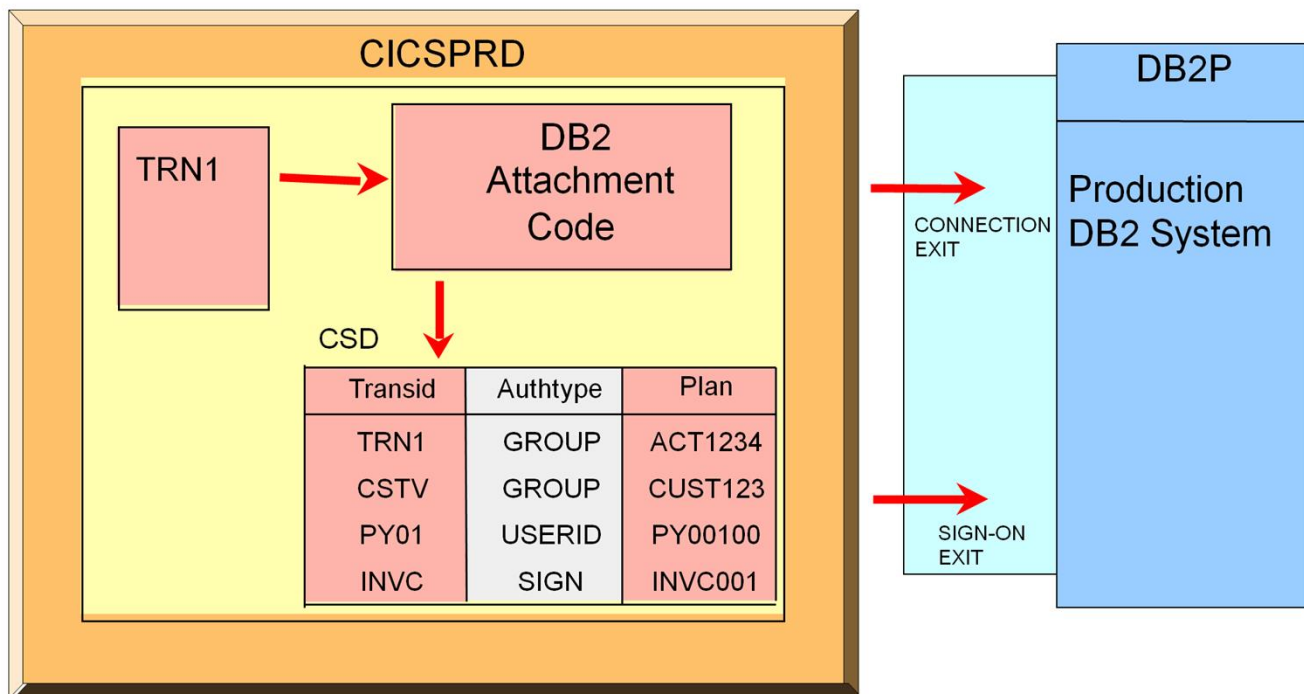 CICSPRD
TRN1
DB2
Attachment
Code
CSD
Transid Authtype Plan
TRN1 GROUP ACT1234
CSTV GROUP CUST123
PY01 USERID PY00100
INVC SIGN INVC001
CONNECTION
EXIT
SIGN-ON
EXIT
DB2P
Production
DB2 System